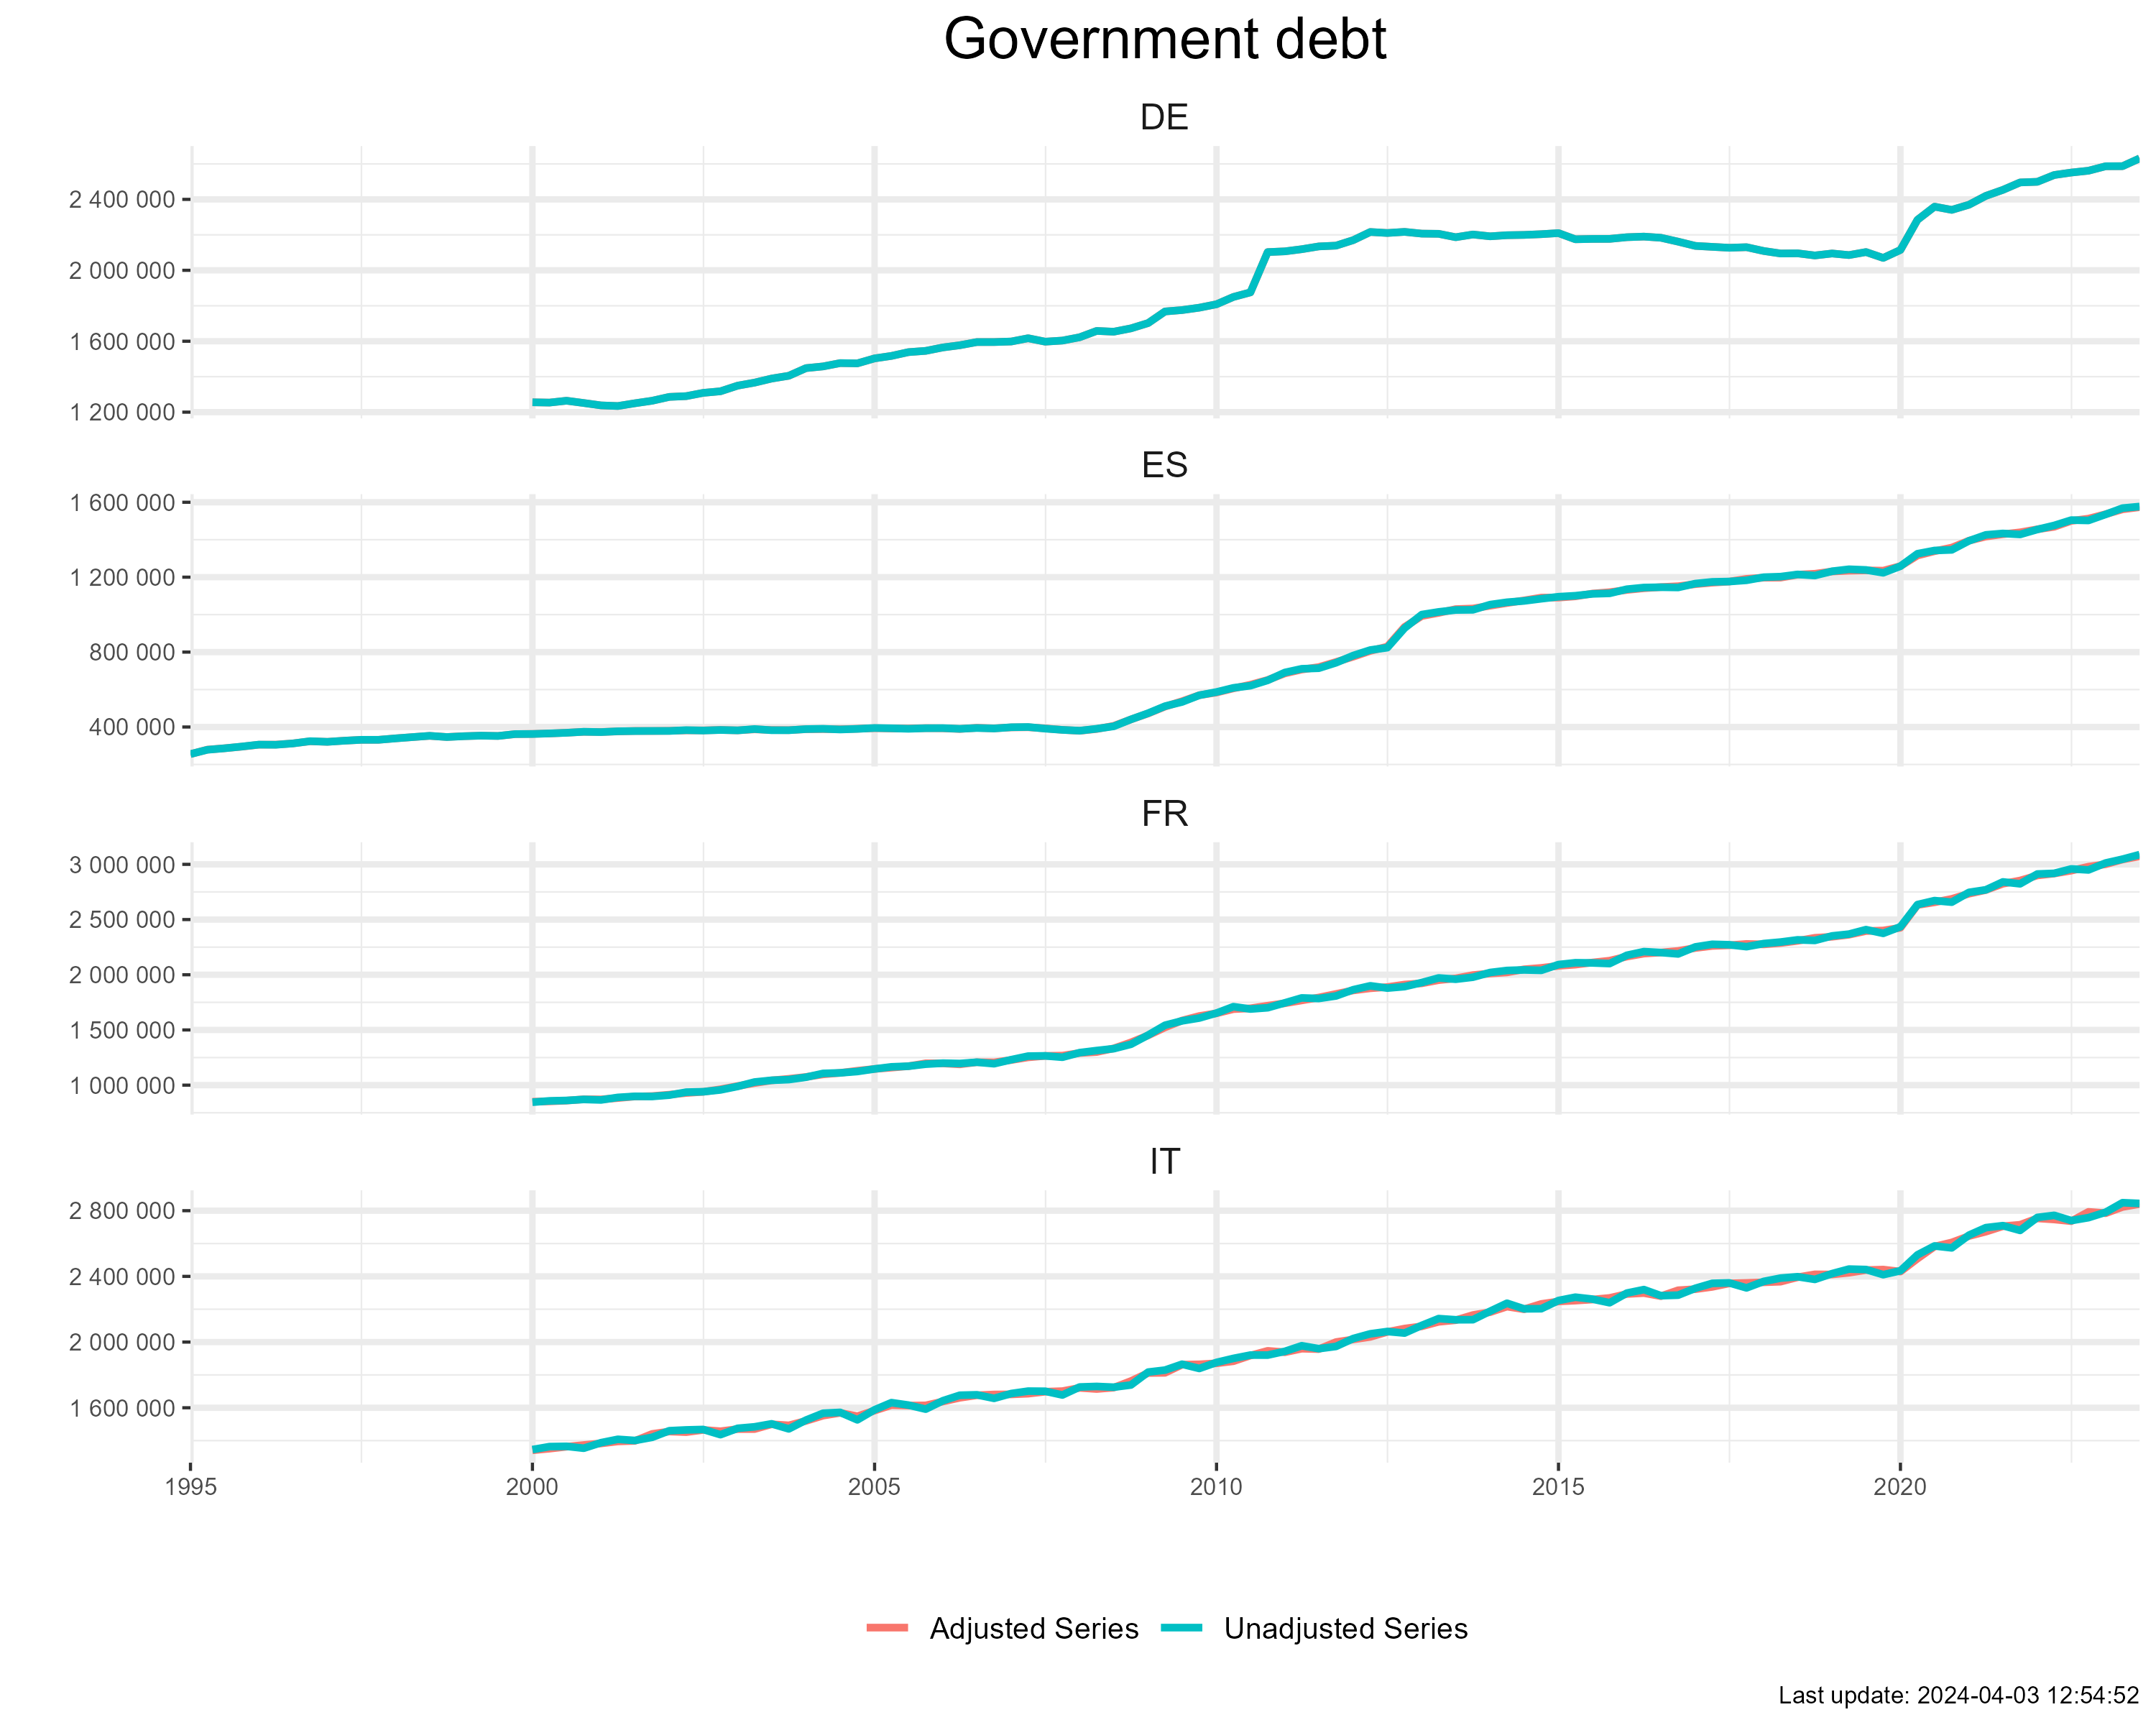 Government debt
DE
2 400 000
2 000 000
1 600 000
1 200 000
ES
1 600 000
1 200 000
800 000
400 000
FR
3 000 000
2 500 000
2 000 000
1 500 000
1 000 000
IT
2 800 000
2 400 000
2 000 000
1 600 000
1995 2000 2005 2010 2015 2020
Adjusted Series Unadjusted Series
Last update: 2024-04-03 12:54:52